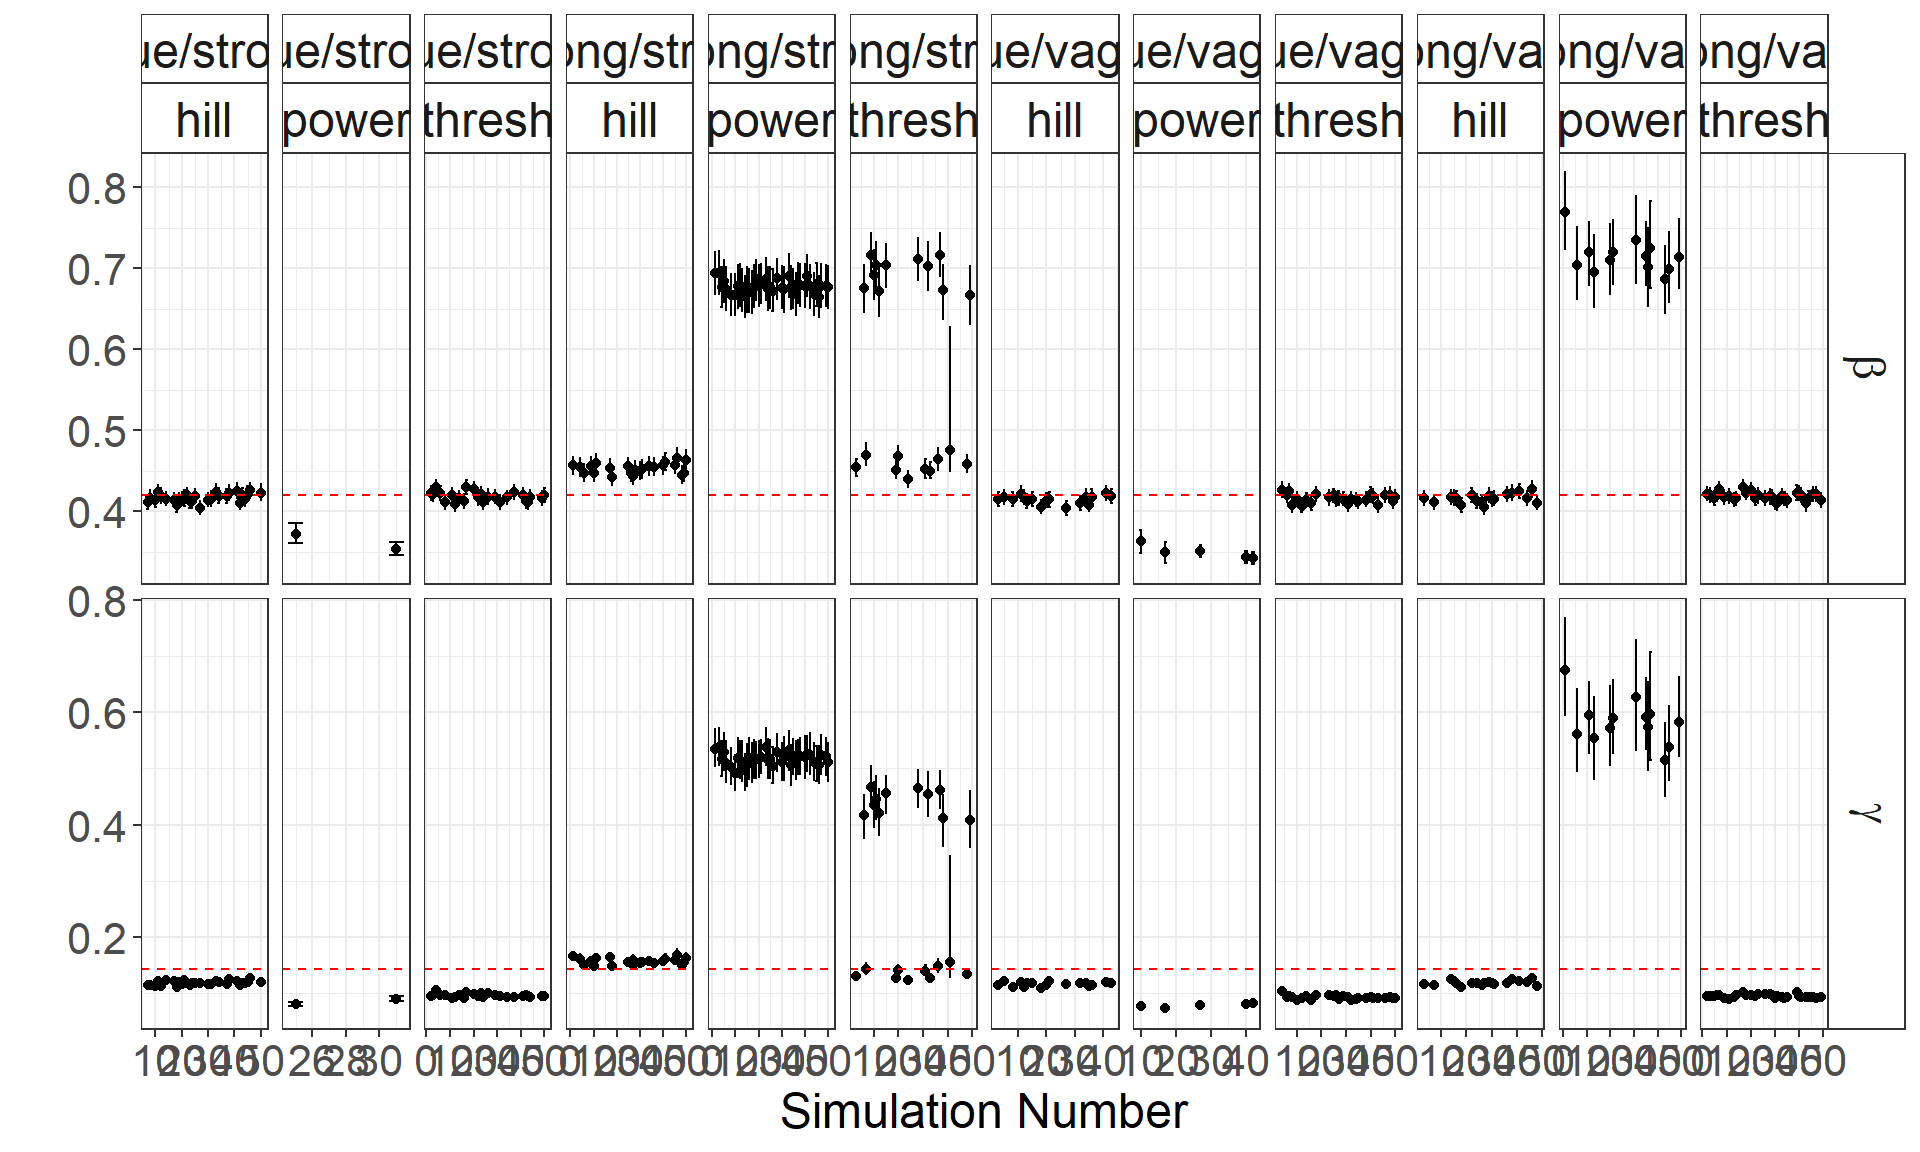 ue/stro ue/stro ue/stro ong/str ong/str ong/str ue/vag ue/vag ue/vag ong/va ong/va ong/va
hill power thresh hill power thresh hill power thresh hill power thresh
0.8
0.7
0.6
0.5
0.4
β
0.8
0.6
0.4
0.2
γ
Simulation Number